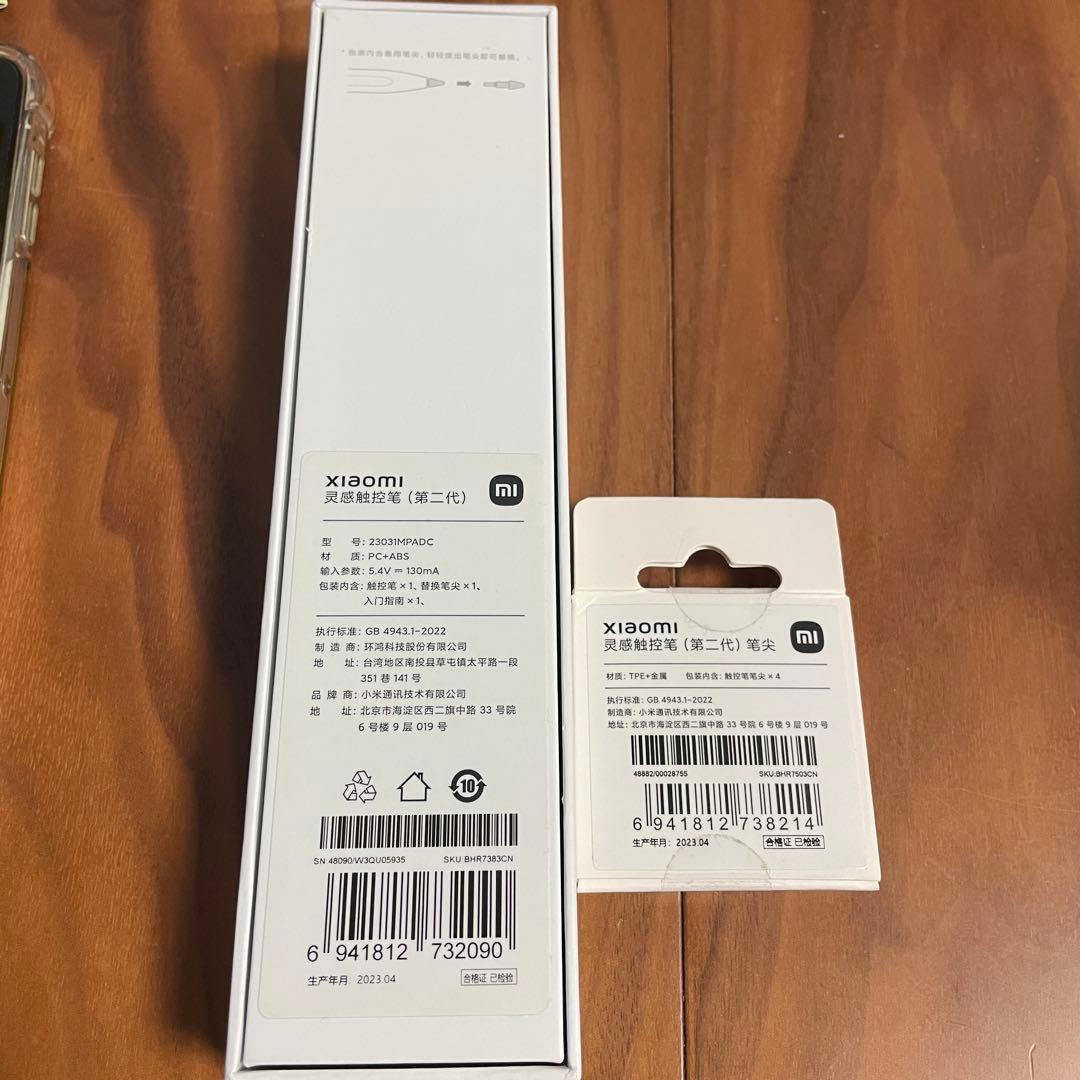 * 包装内含备用笔尖，轻轻拔出笔尖即可替换。
xiaomi
灵感触控笔（第二代）
mi
型 号: 23031MPADC
材 质: PC+ABS
输入参数: 5.4V ⎓ 130mA
包装内含: 触控笔×1、替换笔尖×1、
入门指南×1、
执行标准: GB 4943.1-2022
制 造 商: 环鸿科技股份有限公司
地 址: 台湾地区南投县草屯镇太平路一段
351 巷 141 号
品 牌 商: 小米通讯技术有限公司
地 址: 北京市海淀区西二旗中路 33 号院
6 号楼 9 层 019 号
10
SN 48090/W3QU05935 SKU BHR7383CN
6 941812 732090
生产年月: 2023.04 合格证 已检验
xiaomi
灵感触控笔（第二代）笔尖
mi
材质: TPE+金属 包装内含: 触控笔笔尖×4
执行标准: GB 4943.1-2022
制造商: 小米通讯技术有限公司
地址: 北京市海淀区西二旗中路 33 号院 6 号楼 9 层 019 号
48882/00028755 SKU:BHR7503CN
6 941812 738214
生产年月: 2023.04 合格证 已检验